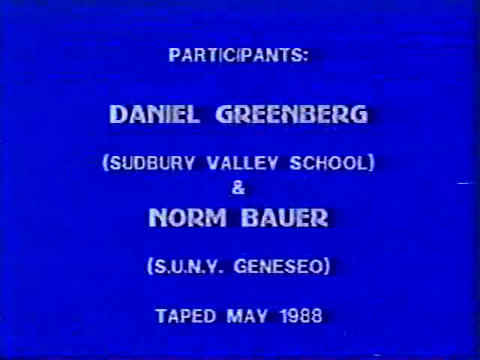 PARTICIPANTS:
DANIEL GREENBERG
(SUDBURY VALLEY SCHOOL)
&
NORM BAUER
(S.U.N.Y. GENESEO)
TAPED MAY 1988